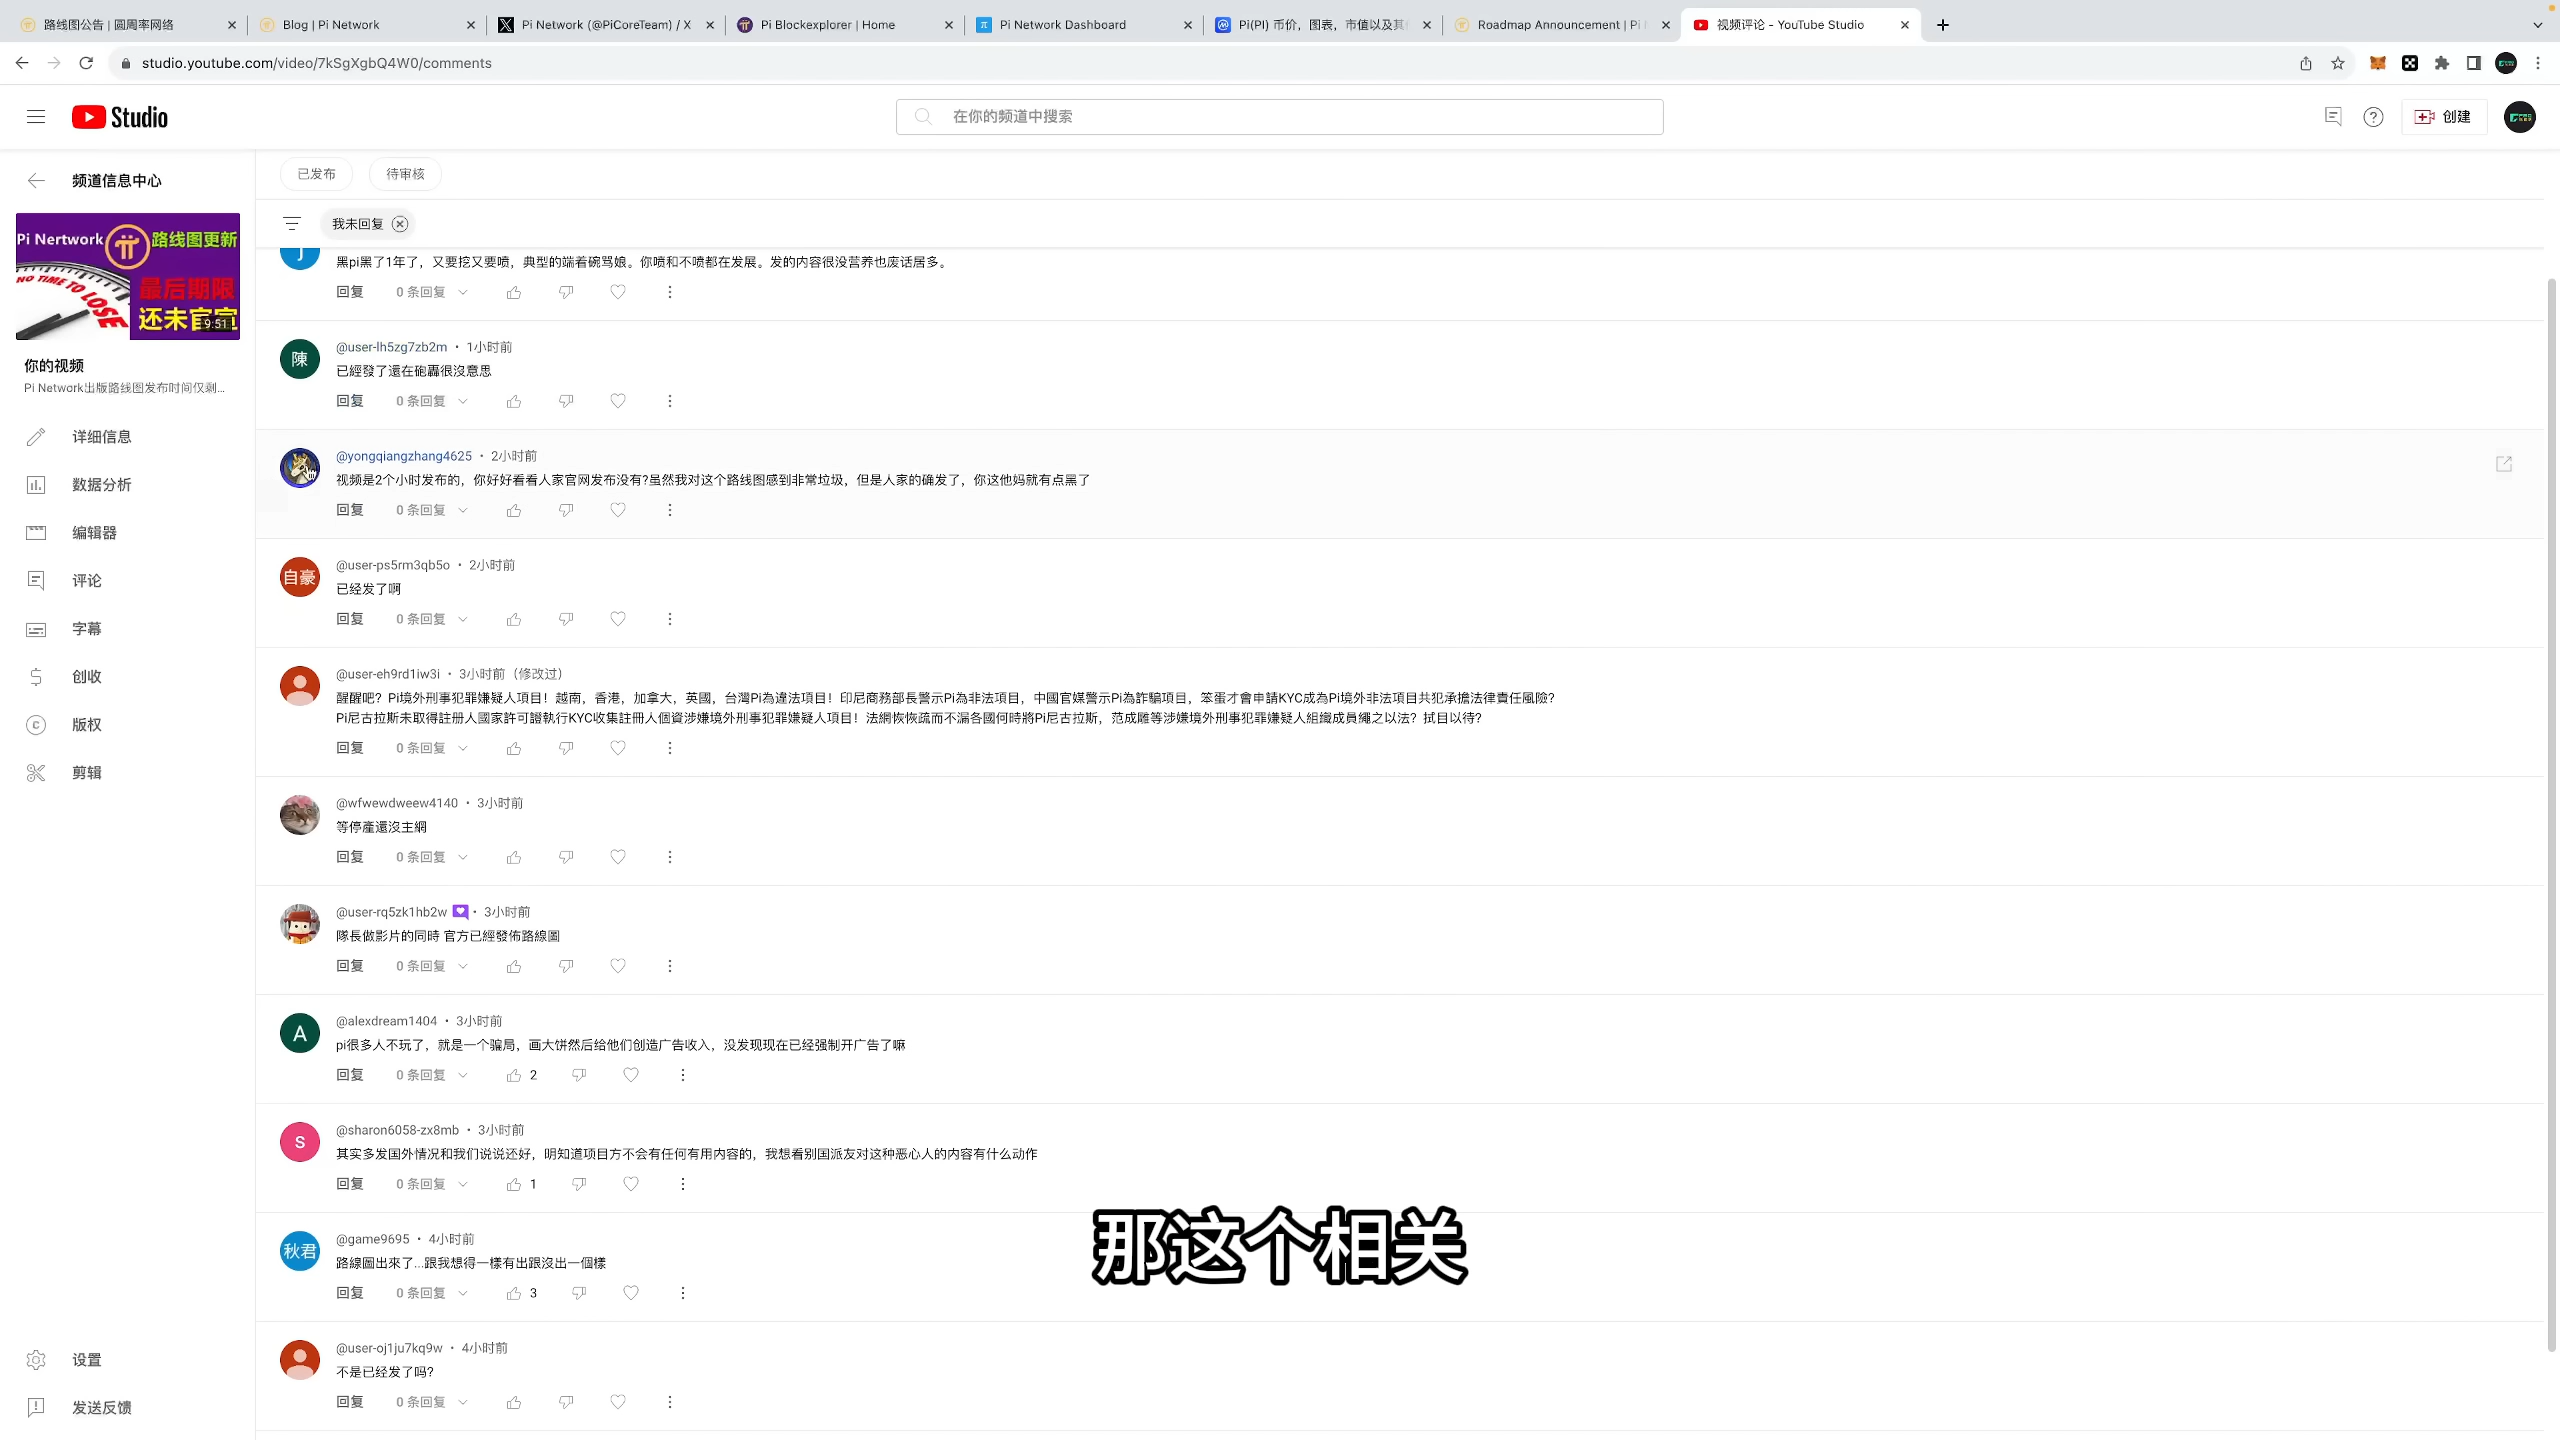 路线图公告 | 圆周率网络
Blog | Pi Network
Pi Network (@PiCoreTeam) / X
Pi Blockexplorer | Home
Pi Network Dashboard
Pi(PI) 币价，图表，市值以及其
Roadmap Announcement | Pi
视频评论 - YouTube Studio
studio.youtube.com/video/7kSgXgbQ4W0/comments
Studio
在你的频道中搜索
创建
频道信息中心
已发布
待审核
我未回复
Pi Nertwork
路线图更新
NO TIME TO LOSE
最后期限
还未官宣
9:51
你的视频
Pi Network出版路线图发布时间仅剩...
详细信息
数据分析
编辑器
评论
字幕
创收
版权
剪辑
设置
发送反馈
黑pi黑了1年了，又要挖又要喷，典型的端着碗骂娘。你喷和不喷都在发展。发的内容很没营养也废话居多。
回复 0 条回复
陳
@user-lh5zg7zb2m • 1小时前
已經發了還在砲轟很沒意思
回复 0 条回复
@yongqiangzhang4625 • 2小时前
视频是2个小时发布的，你好好看看人家官网发布没有?虽然我对这个路线图感到非常垃圾，但是人家的确发了，你这他妈就有点黑了
回复 0 条回复
自豪
@user-ps5rm3qb5o • 2小时前
已经发了啊
回复 0 条回复
@user-eh9rd1iw3i • 3小时前（修改过）
醒醒吧？Pi境外刑事犯罪嫌疑人項目！越南，香港，加拿大，英國，台灣Pi為違法項目！印尼商務部長警示Pi為非法項目，中國官媒警示Pi為詐騙項目，笨蛋才會申請KYC成為Pi境外非法項目共犯承擔法律責任風險？
Pi尼古拉斯未取得註冊人國家許可證執行KYC收集註冊人個資涉嫌境外刑事犯罪嫌疑人項目！法網恢恢疏而不漏各國何時將Pi尼古拉斯，范成雕等涉嫌境外刑事犯罪嫌疑人組織成員繩之以法？拭目以待？
回复 0 条回复
@wfwewdweew4140 • 3小时前
等停產還沒主網
回复 0 条回复
@user-rq5zk1hb2w • 3小时前
隊長做影片的同時 官方已經發佈路線圖
回复 0 条回复
A
@alexdream1404 • 3小时前
pi很多人不玩了，就是一个骗局，画大饼然后给他们创造广告收入，没发现现在已经强制开广告了嘛
回复 0 条回复 2
S
@sharon6058-zx8mb • 3小时前
其实多发国外情况和我们说说还好，明知道项目方不会有任何有用内容的，我想看别国派友对这种恶心人的内容有什么动作
回复 0 条回复 1
秋君
@game9695 • 4小时前
路線圖出來了...跟我想得一樣有出跟沒出一個樣
回复 0 条回复 3
@user-oj1ju7kq9w • 4小时前
不是已经发了吗?
回复 0 条回复
那这个相关